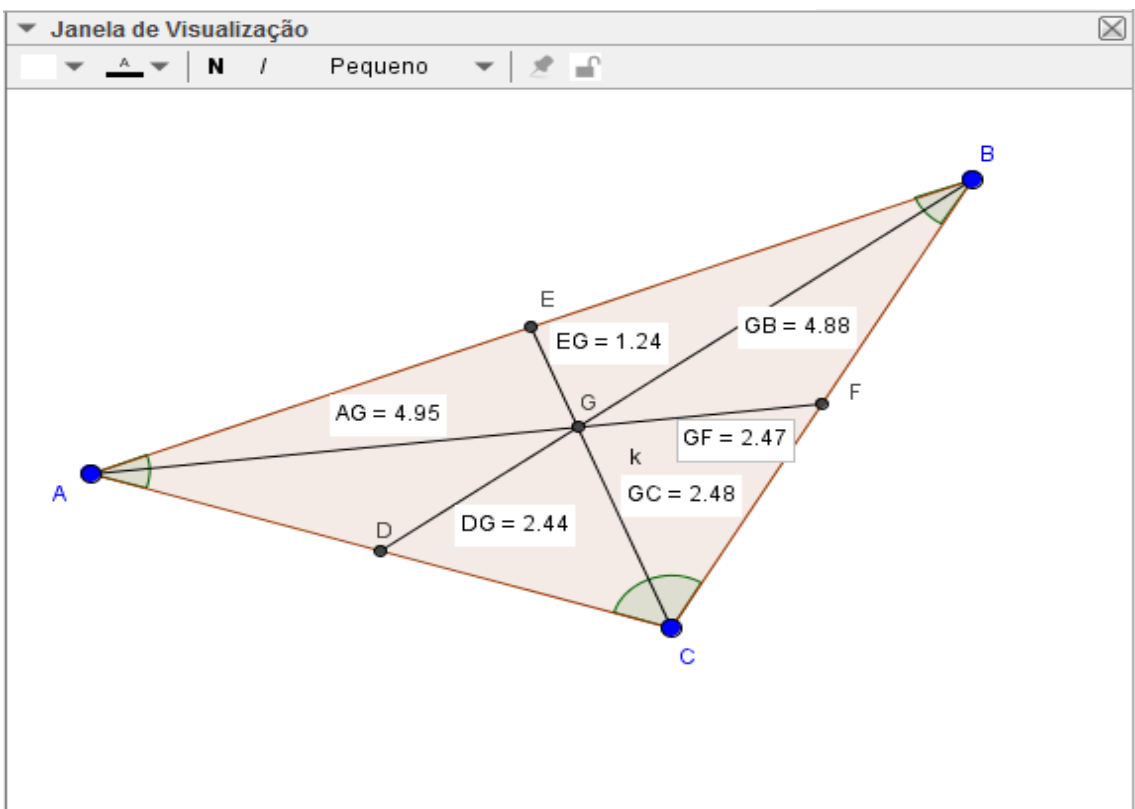 Janela de Visualização
A N I Pequeno
B
E
GB = 4.88
EG = 1.24
F
G
AG = 4.95
GF = 2.47
k
A
GC = 2.48
D
DG = 2.44
C